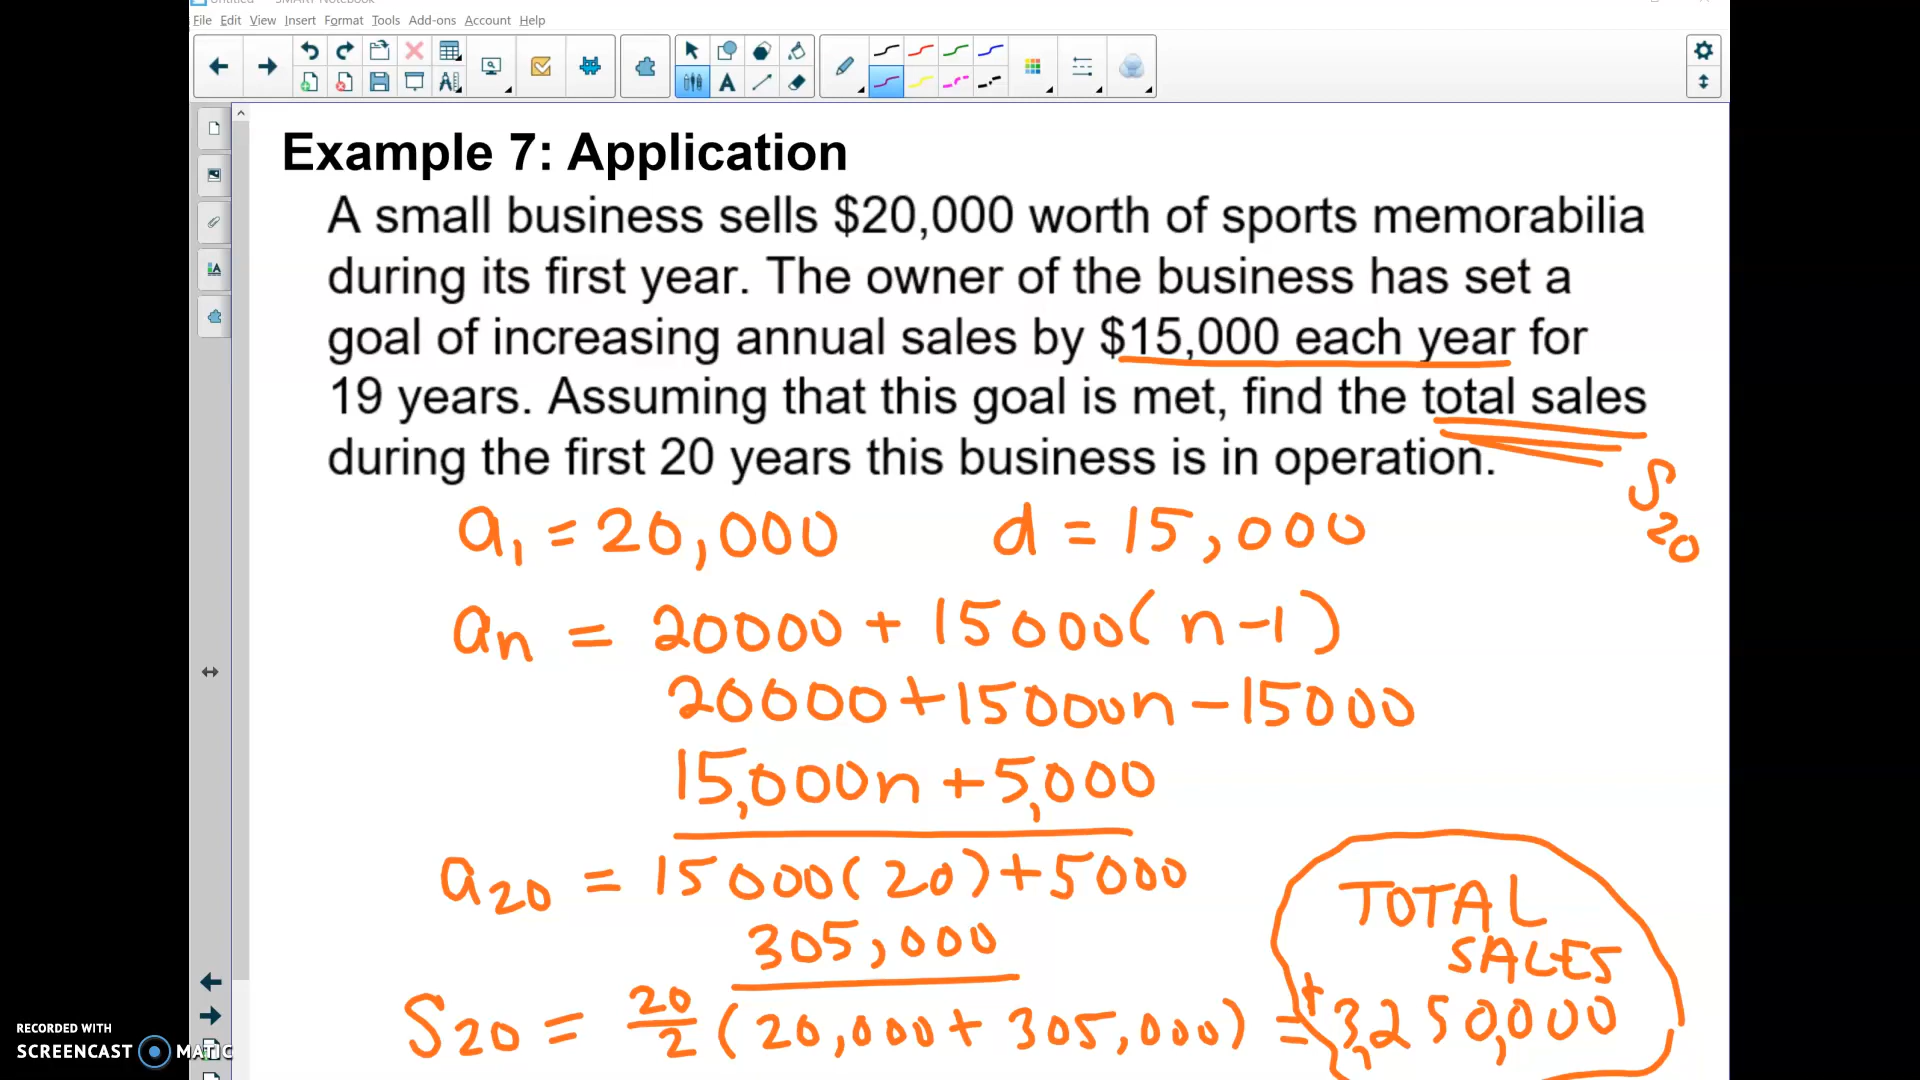 Untitled - SMART Notebook
File Edit View Insert Format Tools Add-ons Account Help
Example 7: Application
A small business sells $20,000 worth of sports memorabilia
during its first year. The owner of the business has set a
goal of increasing annual sales by $15,000 each year for
19 years. Assuming that this goal is met, find the total sales
during the first 20 years this business is in operation.
S20
a1 = 20,000 d = 15,000
an = 20000 + 15000(n-1)
20000+15000n-15000
15,000n+5,000
a20 = 15000(20)+5000
305,000
TOTAL
SALES
S20 = 20/2 (20,000+305,000) = 3,250,000
RECORDED WITH
SCREENCAST MATIC